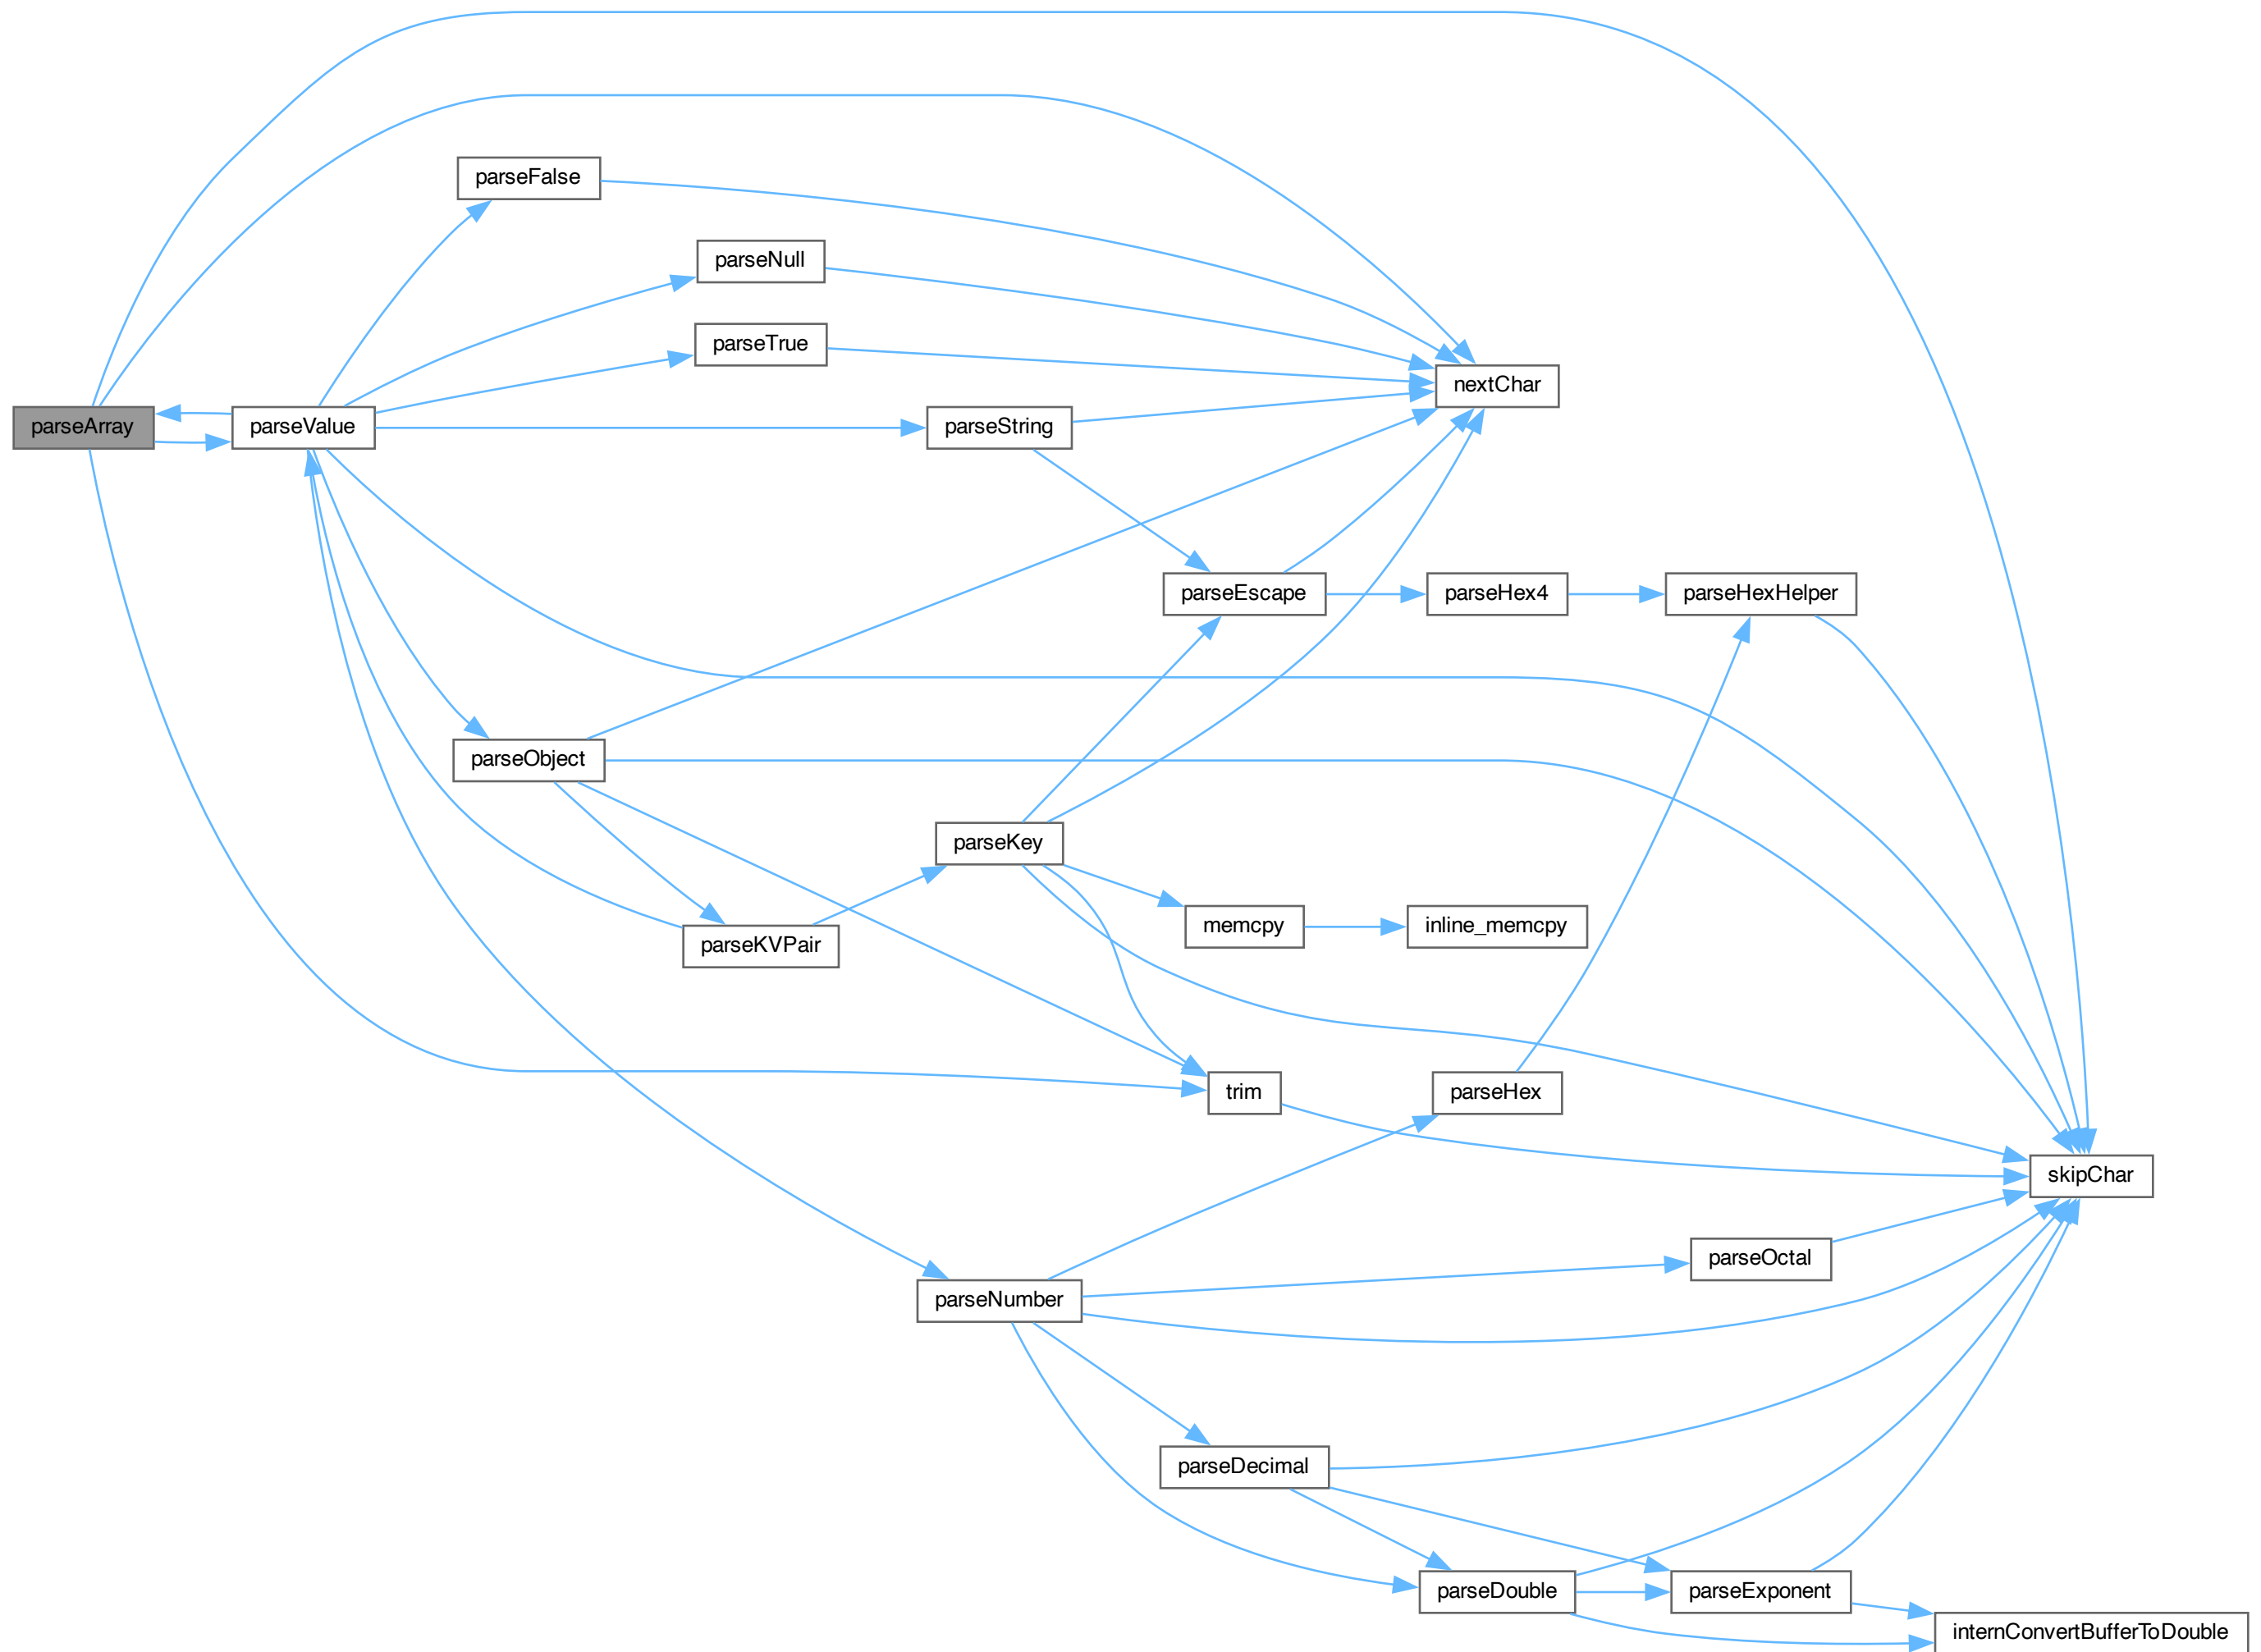 parseFalse
parseNull
parseTrue
nextChar
parseArray
parseValue
parseString
parseEscape
parseHex4
parseHexHelper
parseObject
parseKey
memcpy
inline_memcpy
parseKVPair
trim
parseHex
skipChar
parseOctal
parseNumber
parseDecimal
parseDouble
parseExponent
internConvertBufferToDouble